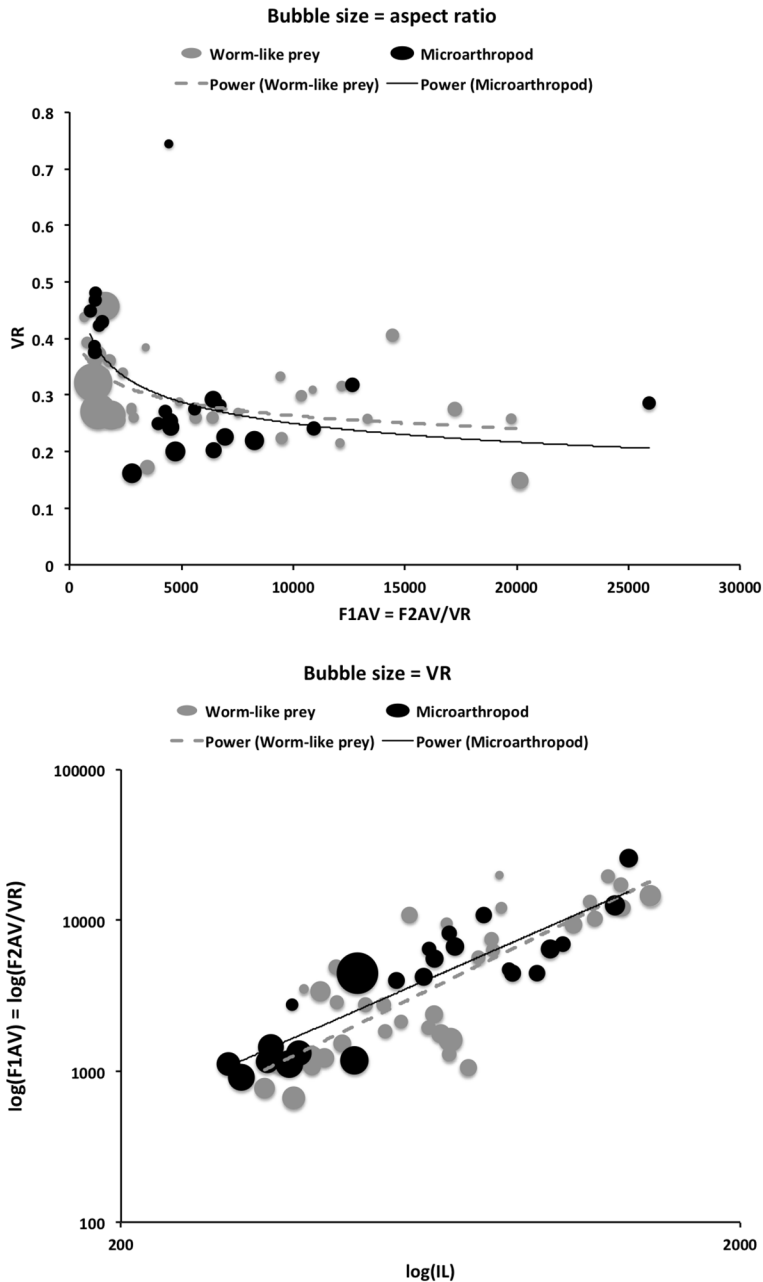 Bubble size = aspect ratio
Worm-like prey Microarthropod
Power (Worm-like prey) Power (Microarthropod)
0.8
0.7
0.6
0.5
0.4
0.3
0.2
0.1
0
VR
0 5000 10000 15000 20000 25000 30000
F1AV = F2AV/VR
Bubble size = VR
Worm-like prey Microarthropod
Power (Worm-like prey) Power (Microarthropod)
100000
10000
1000
100
log(F1AV) = log(F2AV/VR)
200 2000
log(IL)